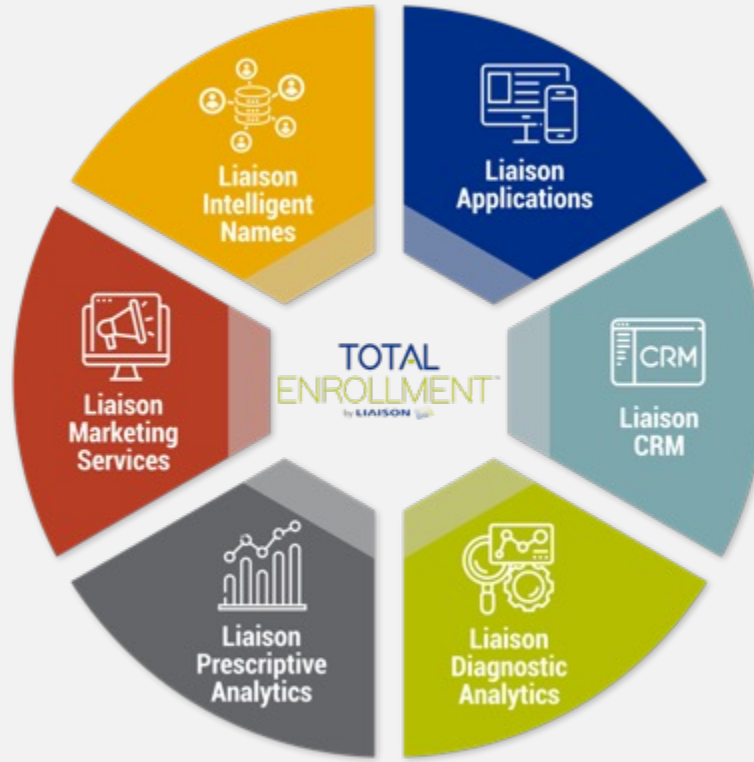 Liaison
Intelligent
Names
Liaison
Applications
Liaison
Marketing
Services
TOTAL
ENROLLMENT™
by LIAISON
CRM
Liaison
CRM
Liaison
Prescriptive
Analytics
Liaison
Diagnostic
Analytics